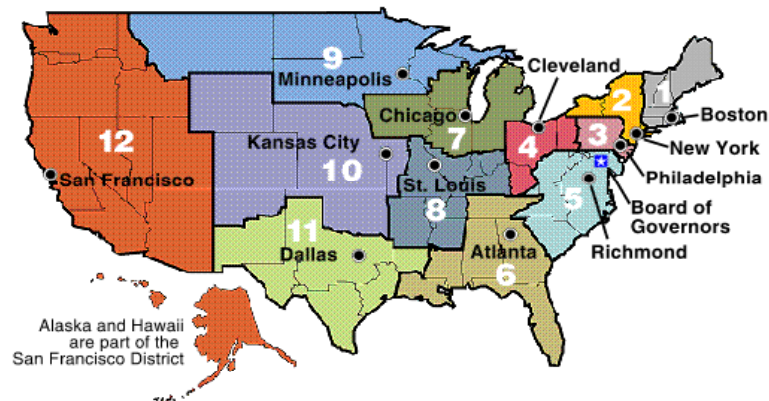 Cleveland
9
Minneapolis
2
1
Chicago
Boston
12
7
4
3
Kansas City
New York
10
San Francisco
St. Louis
Philadelphia
5
8
Board of
Governors
11
Atlanta
Richmond
Dallas
6
Alaska and Hawaii
are part of the
San Francisco District